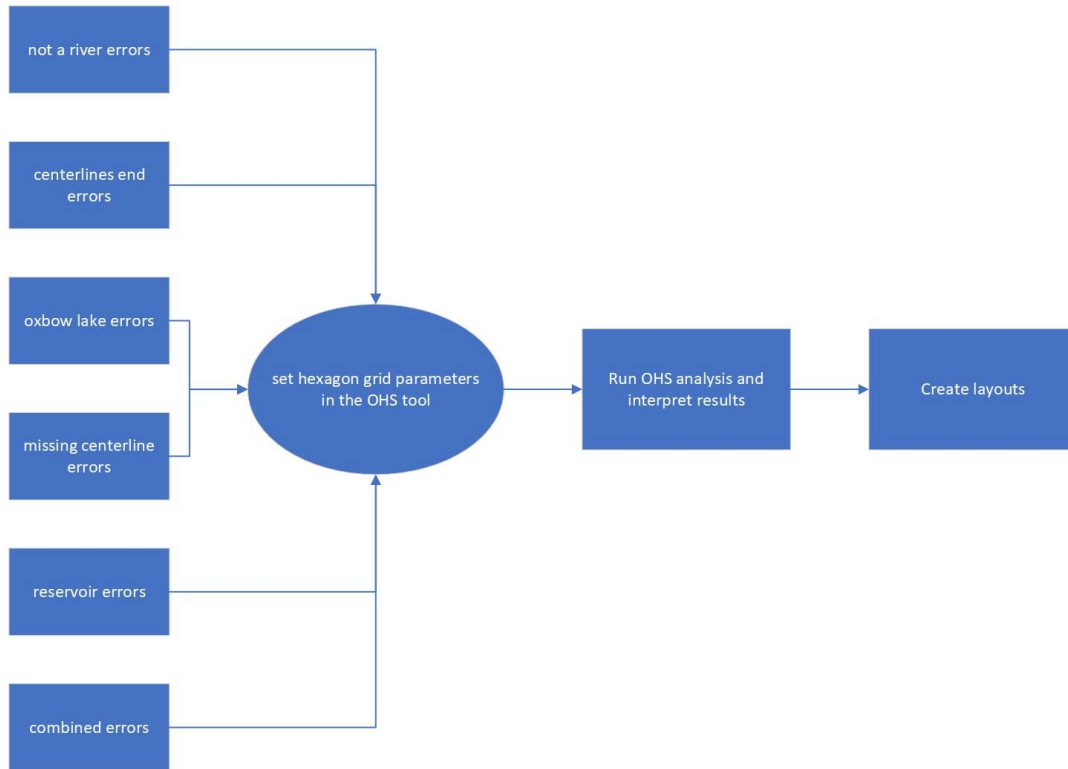 not a river errors
centerlines end
errors
oxbow lake errors
missing centerline
errors
reservoir errors
combined errors
set hexagon grid parameters
in the OHS tool
Run OHS analysis and
interpret results
Create layouts